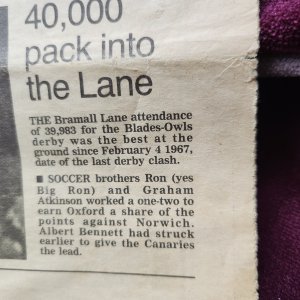 40,000
pack into
the Lane
THE Bramall Lane attendance
of 39,983 for the Blades-Owls
derby was the best at the
ground since February 4 1967,
date of the last derby clash.
■ SOCCER brothers Ron (yes
Big Ron) and Graham
Atkinson worked a one-two to
earn Oxford a share of the
points against Norwich.
Albert Bennett had struck
earlier to give the Canaries
the lead.